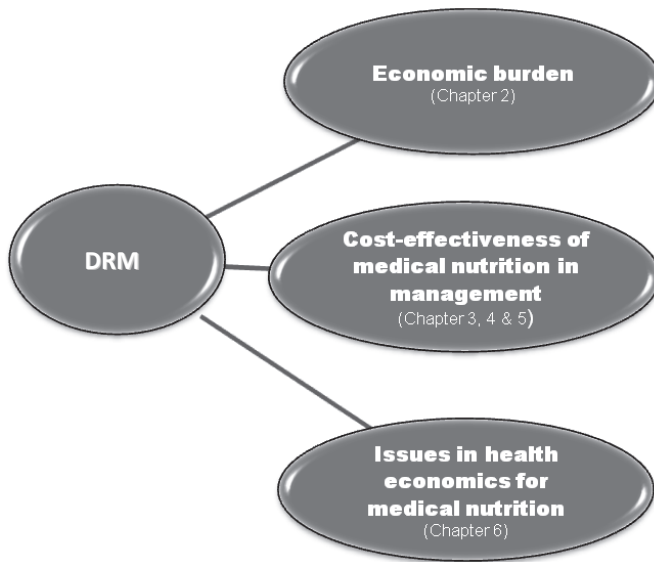 Economic burden
(Chapter 2)
DRM
Cost-effectiveness of
medical nutrition in
management
(Chapter 3, 4 & 5)
Issues in health
economics for
medical nutrition
(Chapter 6)